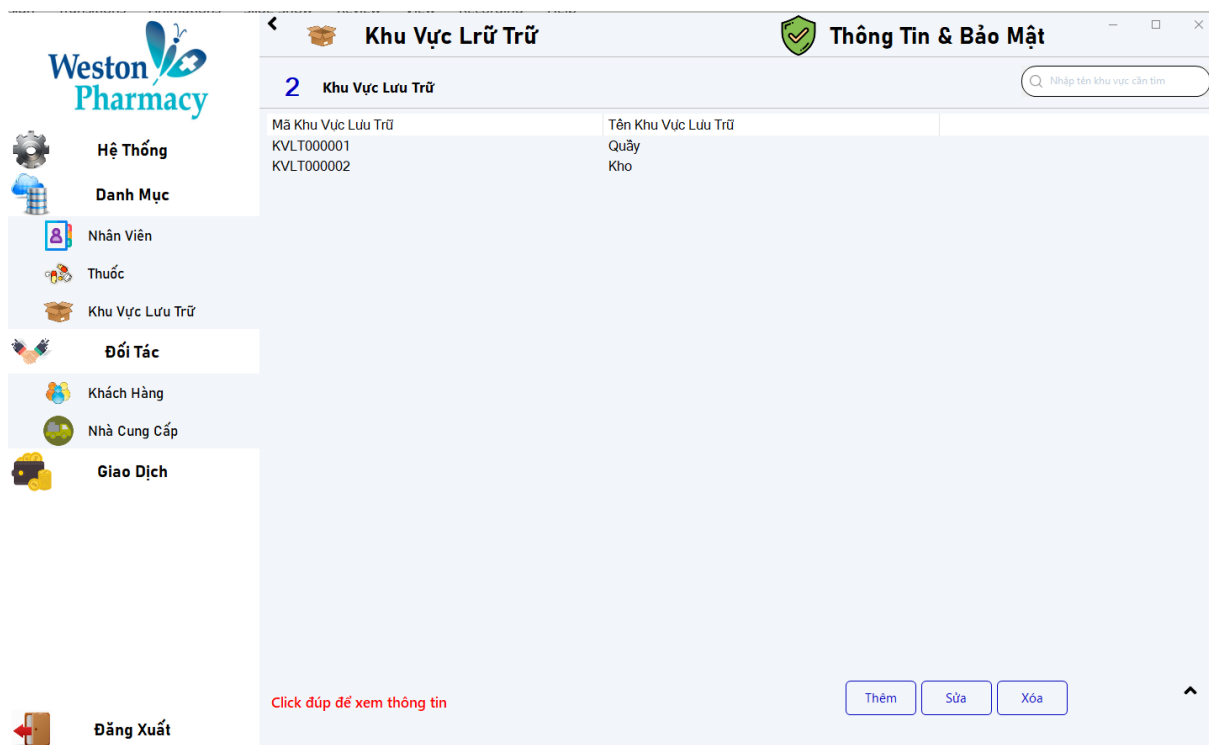 Weston
Pharmacy
Khu Vực Lrữ Trữ
Thông Tin & Bảo Mật
2 Khu Vực Lưu Trữ
Nhập tên khu vực cần tìm
Mã Khu Vực Lưu Trữ Tên Khu Vực Lưu Trữ
KVLT000001 Quầy
KVLT000002 Kho
Hệ Thống
Danh Mục
Nhân Viên
Thuốc
Khu Vực Lưu Trữ
Đối Tác
Khách Hàng
Nhà Cung Cấp
Giao Dịch
Đăng Xuất
Click đúp để xem thông tin
Thêm Sửa Xóa